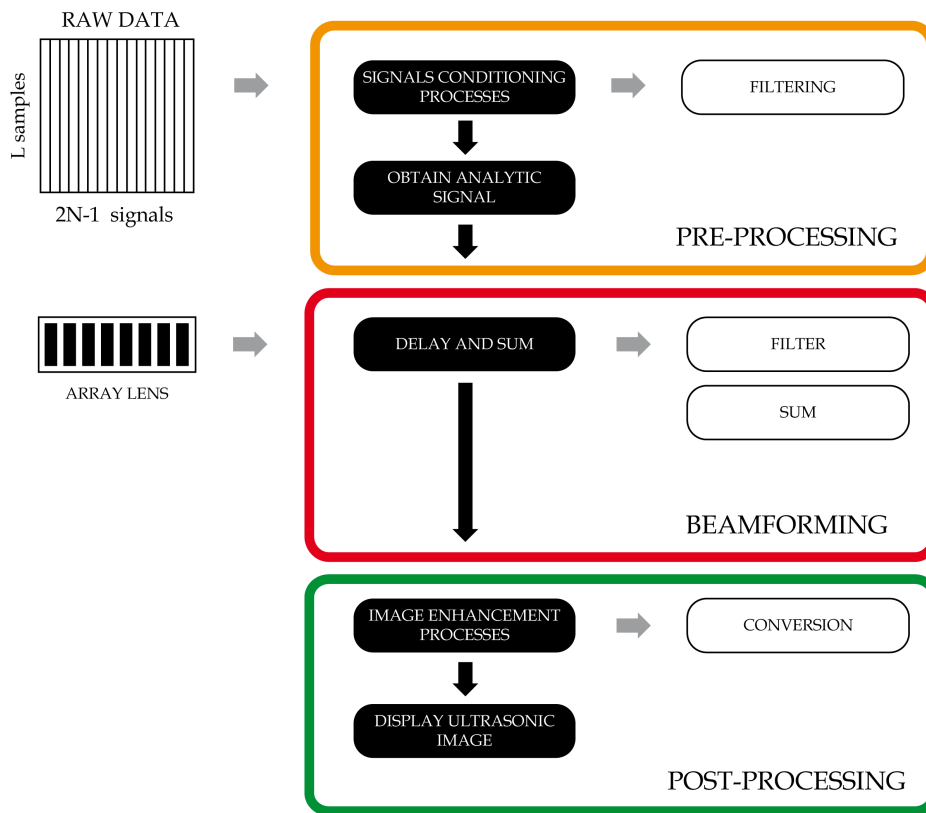 RAW DATA
L samples
2N-1 signals
SIGNALS CONDITIONING
PROCESSES
FILTERING
OBTAIN ANALYTIC
SIGNAL
PRE-PROCESSING
ARRAY LENS
DELAY AND SUM
FILTER
SUM
BEAMFORMING
IMAGE ENHANCEMENT
PROCESSES
CONVERSION
DISPLAY ULTRASONIC
IMAGE
POST-PROCESSING